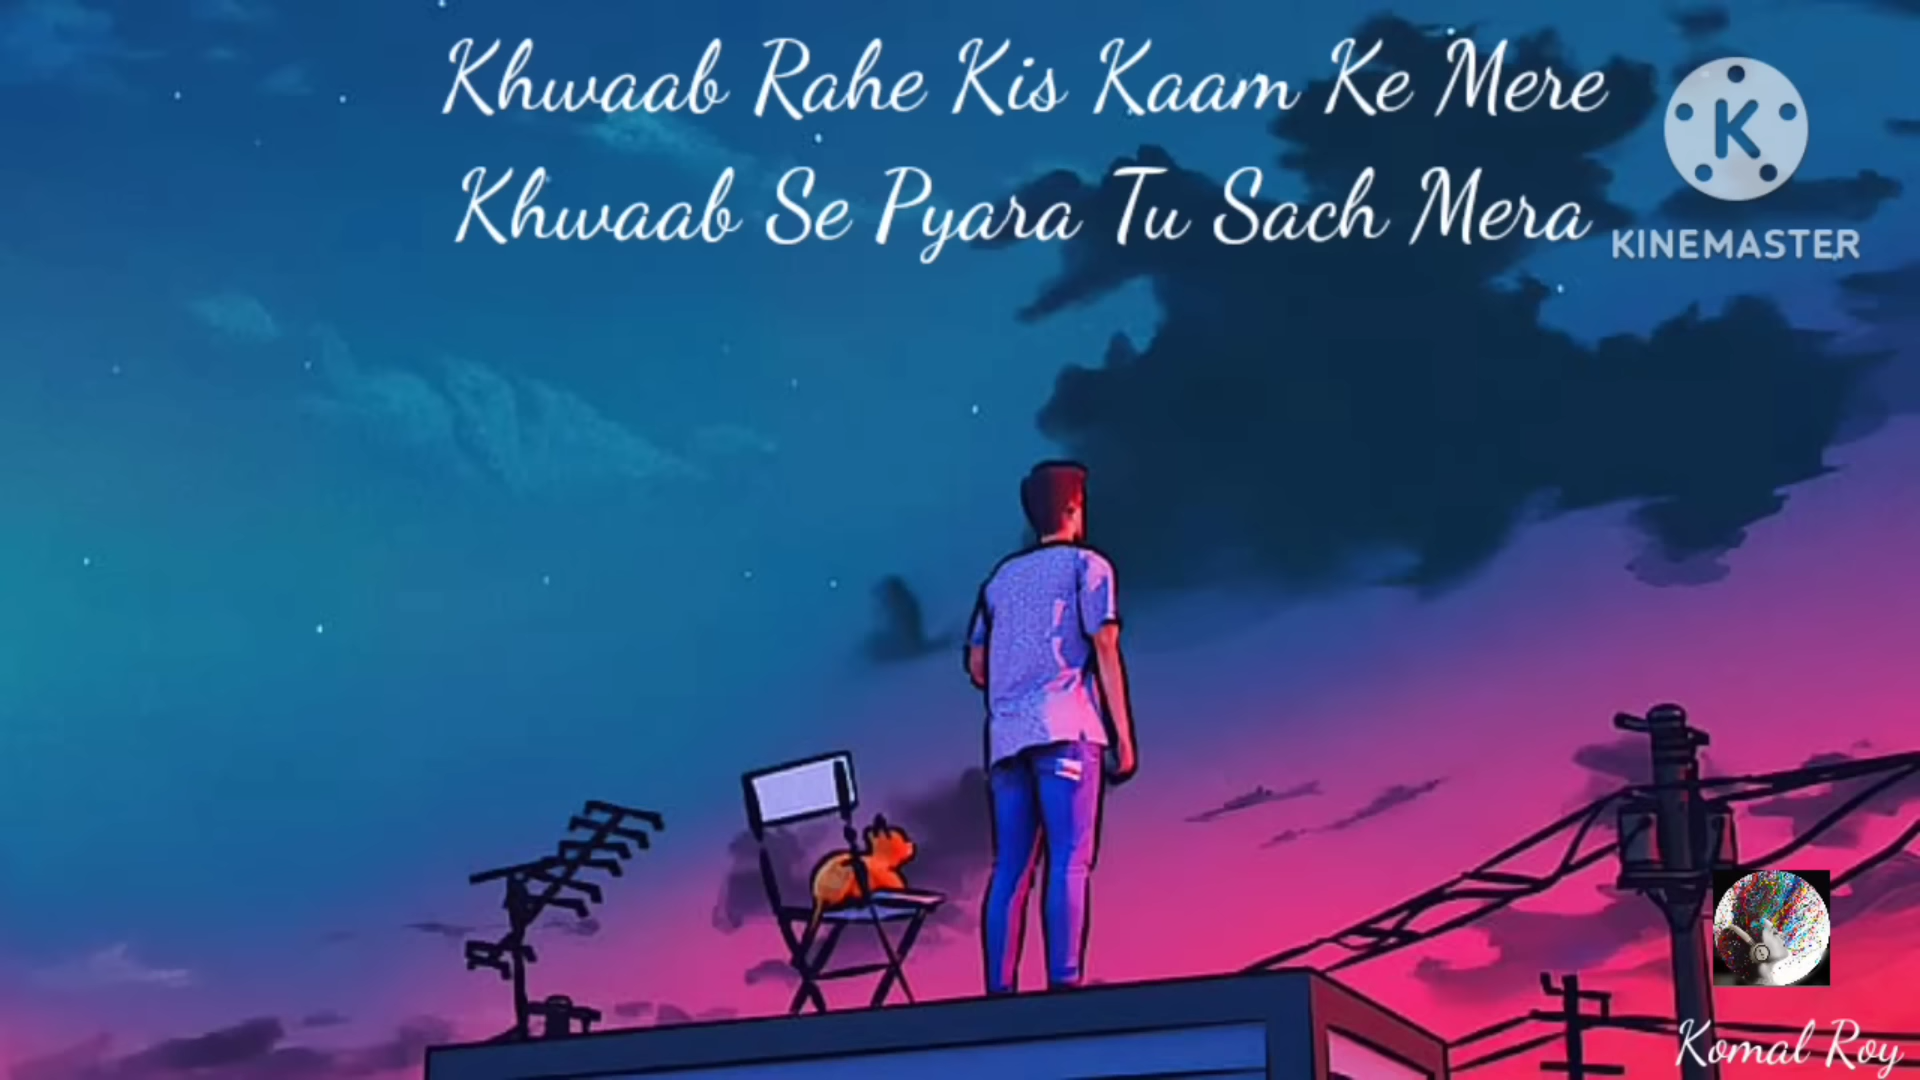 Khwaab Rahe Kis Kaam Ke Mere
Khwaab Se Pyara Tu Sach Mera
K
KINEMASTER
Komal Roy